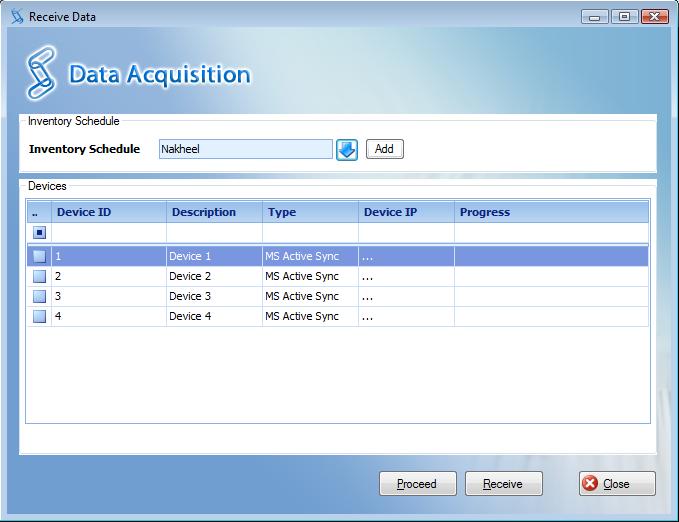 Receive Data
Data Acquisition
Inventory Schedule
Inventory Schedule Nakheel Add
Devices
.. Device ID Description Type Device IP Progress
1 Device 1 MS Active Sync ...
2 Device 2 MS Active Sync ...
3 Device 3 MS Active Sync ...
4 Device 4 MS Active Sync ...
Proceed Receive Close